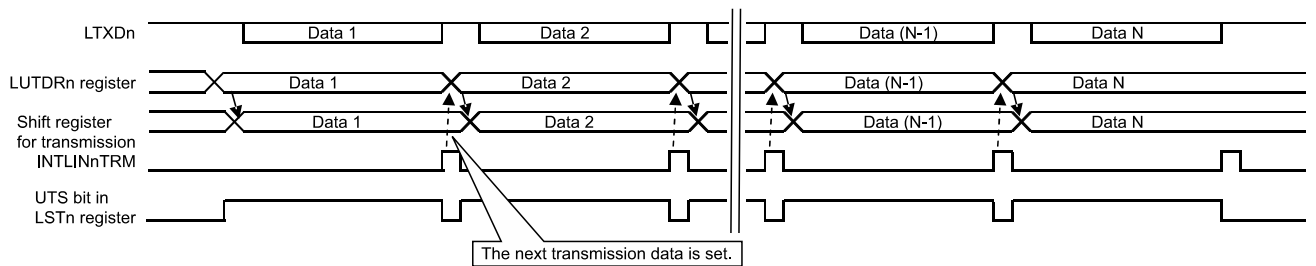 LTXDn Data 1 Data 2 Data (N-1) Data N
LUTDRn register Data 1 Data 2 Data (N-1) Data N
Shift register
for transmission Data 1 Data 2 Data (N-1) Data N
INTLINnTRM
UTS bit in
LSTn register
The next transmission data is set.